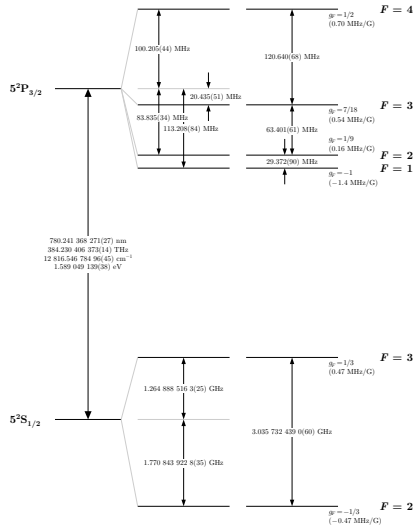 g_F = 1/2
(0.70 MHz/G)
F = 4
100.205(44) MHz
120.640(68) MHz
5²P₃/₂
20.435(51) MHz
g_F = 7/18
(0.54 MHz/G)
F = 3
83.835(34) MHz
113.208(84) MHz
63.401(61) MHz
g_F = 1/9
(0.16 MHz/G)
F = 2
29.372(90) MHz
F = 1
g_F = −1
(−1.4 MHz/G)
780.241 368 271(27) nm
384.230 406 373(14) THz
12 816.546 784 96(45) cm⁻¹
1.589 049 139(38) eV
g_F = 1/3
(0.47 MHz/G)
F = 3
1.264 888 516 3(25) GHz
5²S₁/₂
3.035 732 439 0(60) GHz
1.770 843 922 8(35) GHz
g_F = −1/3
(−0.47 MHz/G)
F = 2